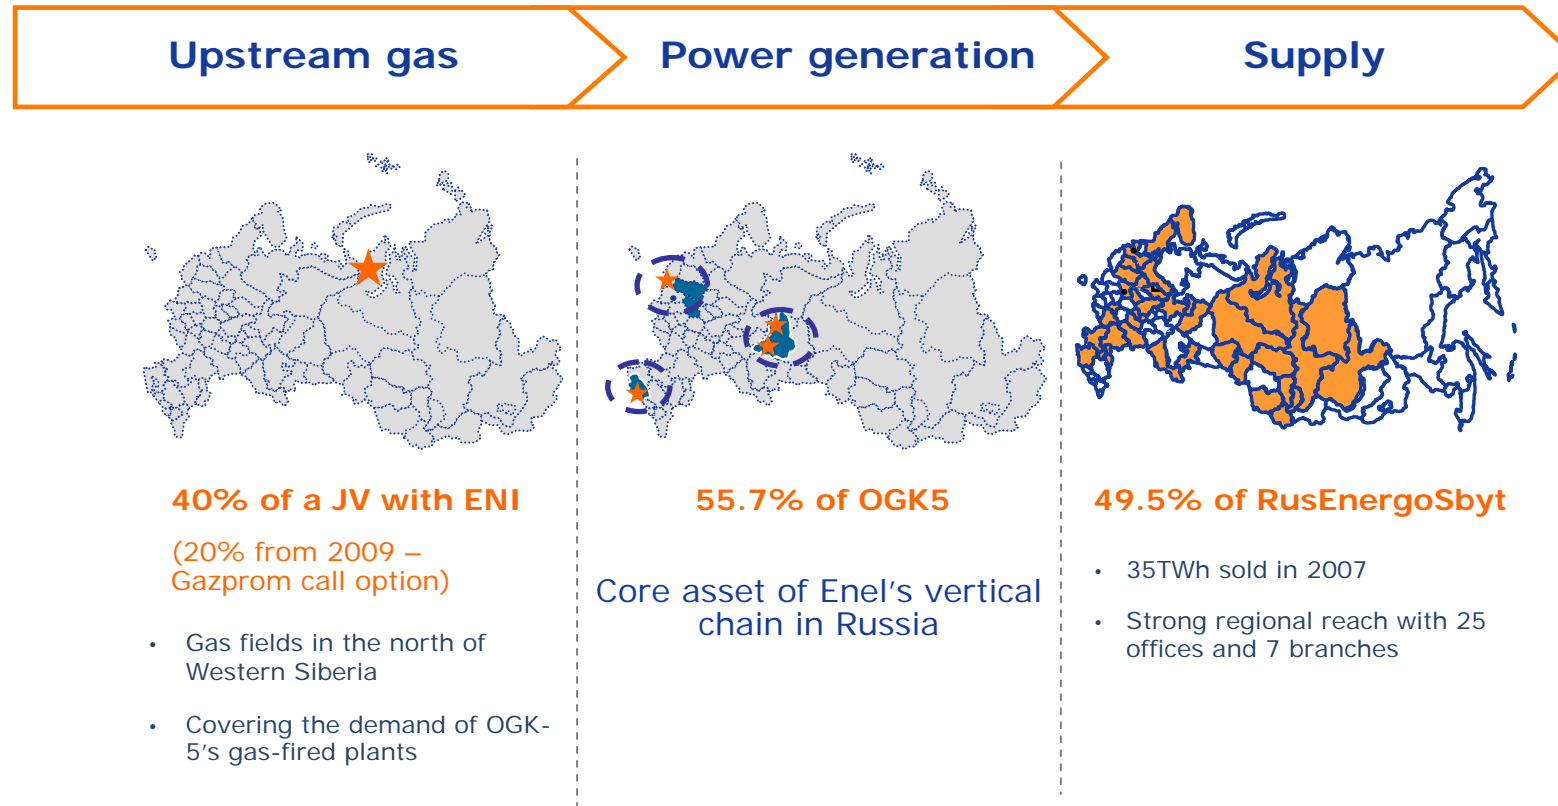 Upstream gas
Power generation
Supply
40% of a JV with ENI
(20% from 2009 –
Gazprom call option)
• Gas fields in the north of
Western Siberia
• Covering the demand of OGK-
5's gas-fired plants
55.7% of OGK5
Core asset of Enel's vertical
chain in Russia
49.5% of RusEnergoSbyt
• 35TWh sold in 2007
• Strong regional reach with 25
offices and 7 branches